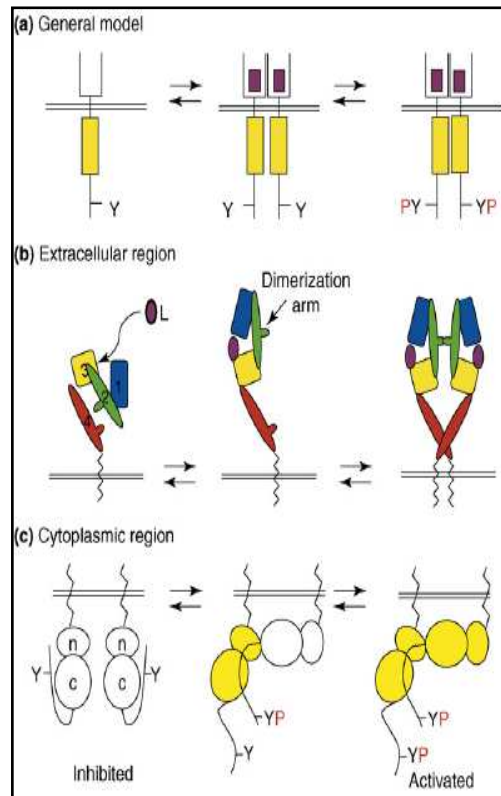 (a) General model
Y
Y Y
PY YP
(b) Extracellular region
Dimerization
arm
L
3
1
2
4
(c) Cytoplasmic region
n n
Y c c Y
YP
Y
YP
YP
Inhibited
Activated